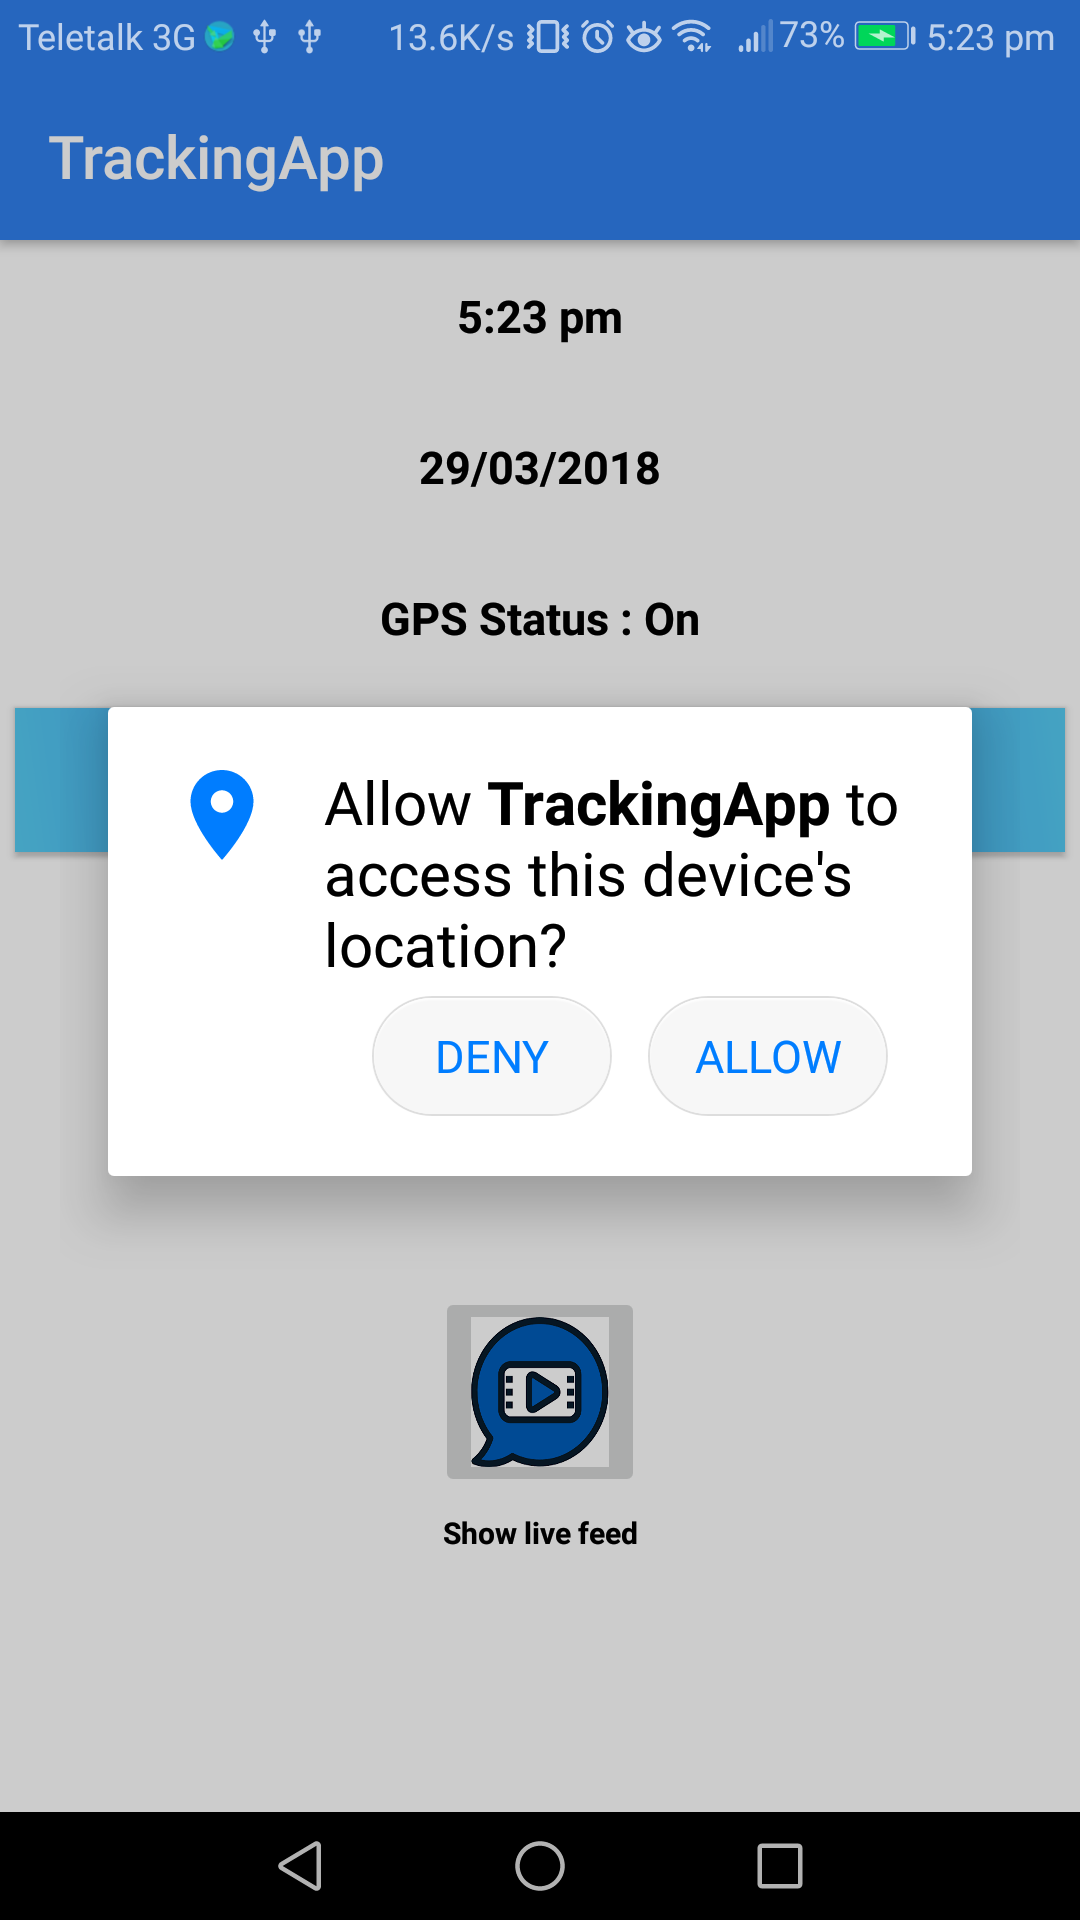 Teletalk 3G 13.6K/s 73% 5:23 pm
TrackingApp
5:23 pm
29/03/2018
GPS Status : On
Allow TrackingApp to
access this device's
location?
DENY ALLOW
Show live feed